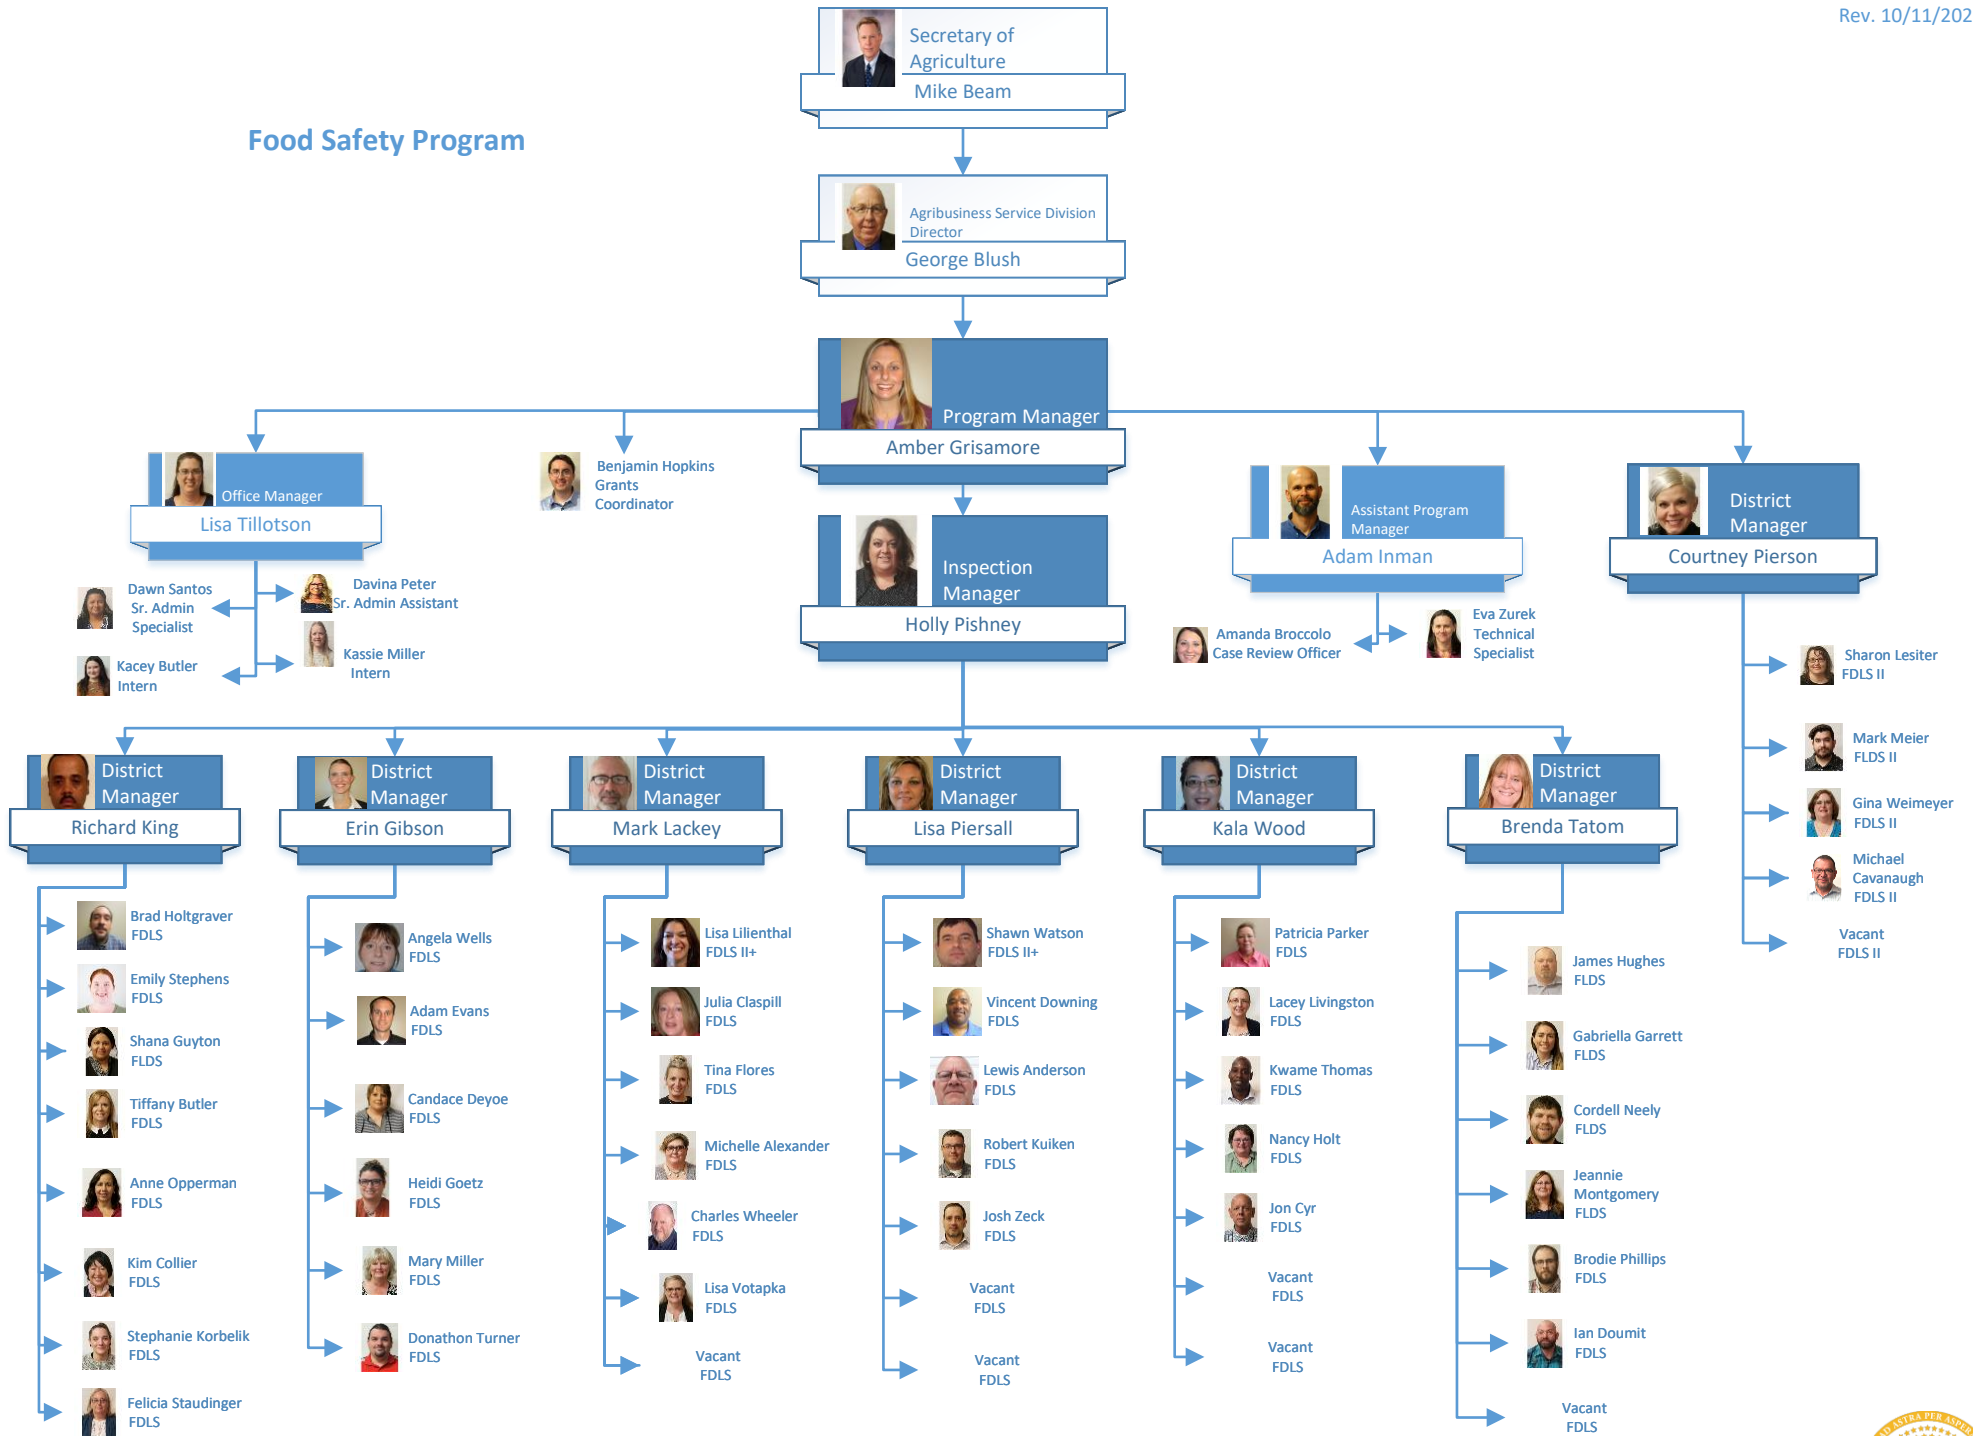 Rev. 10/11/202
Secretary of
Agriculture
Mike Beam
Food Safety Program
Agribusiness Service Division
Director
George Blush
Program Manager
Amber Grisamore
Office Manager
Lisa Tillotson
Benjamin Hopkins
Grants
Coordinator
Inspection
Manager
Holly Pishney
Assistant Program
Manager
Adam Inman
District
Manager
Courtney Pierson
Dawn Santos
Sr. Admin
Specialist
Davina Peter
Sr. Admin Assistant
Kacey Butler
Intern
Kassie Miller
Intern
Amanda Broccolo
Case Review Officer
Eva Zurek
Technical
Specialist
Sharon Lesiter
FDLS II
Mark Meier
FLDS II
Gina Weimeyer
FDLS II
Michael
Cavanaugh
FDLS II
Vacant
FDLS II
District
Manager
Richard King
Brad Holtgraver
FDLS
Emily Stephens
FDLS
Shana Guyton
FLDS
Tiffany Butler
FDLS
Anne Opperman
FDLS
Kim Collier
FDLS
Stephanie Korbelik
FDLS
Felicia Staudinger
FDLS
District
Manager
Erin Gibson
Angela Wells
FDLS
Adam Evans
FDLS
Candace Deyoe
FDLS
Heidi Goetz
FDLS
Mary Miller
FDLS
Donathon Turner
FDLS
District
Manager
Mark Lackey
Lisa Lilienthal
FDLS II+
Julia Claspill
FDLS
Tina Flores
FDLS
Michelle Alexander
FDLS
Charles Wheeler
FDLS
Lisa Votapka
FDLS
Vacant
FDLS
District
Manager
Lisa Piersall
Shawn Watson
FDLS II+
Vincent Downing
FDLS
Lewis Anderson
FDLS
Robert Kuiken
FDLS
Josh Zeck
FDLS
Vacant
FDLS
Vacant
FDLS
District
Manager
Kala Wood
Patricia Parker
FDLS
Lacey Livingston
FDLS
Kwame Thomas
FDLS
Nancy Holt
FDLS
Jon Cyr
FDLS
Vacant
FDLS
Vacant
FDLS
District
Manager
Brenda Tatom
James Hughes
FLDS
Gabriella Garrett
FLDS
Cordell Neely
FLDS
Jeannie
Montgomery
FLDS
Brodie Phillips
FDLS
Ian Doumit
FDLS
Vacant
FDLS
AD ASTRA PER ASPER